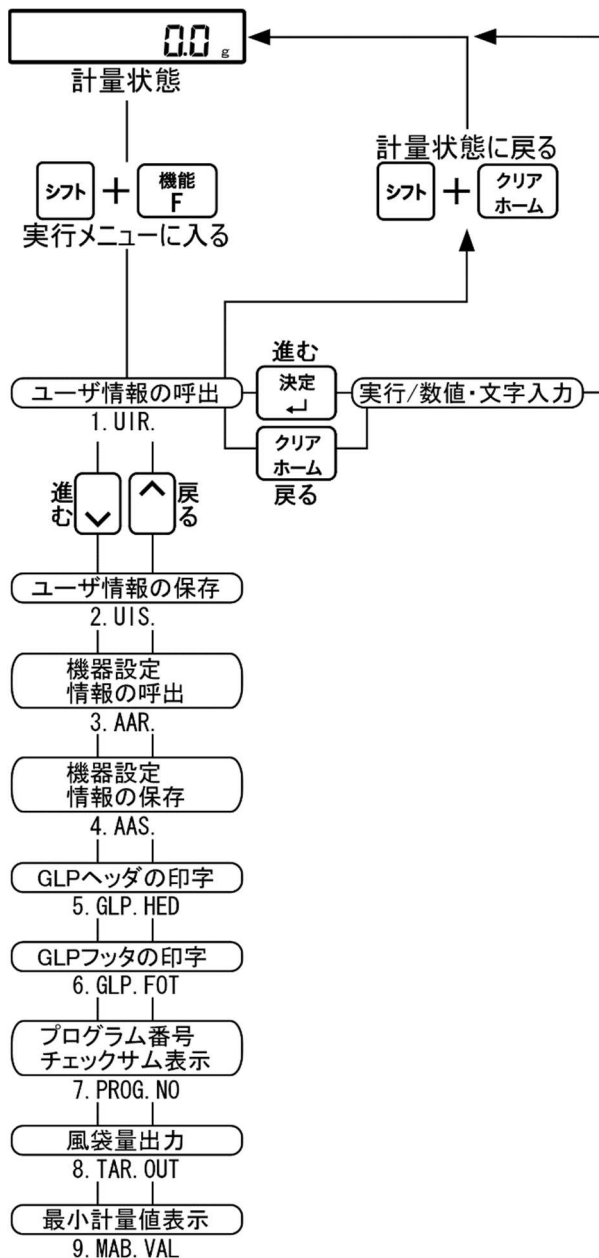 0.0 g
計量状態
シフト + 機能 F
実行メニューに入る
計量状態に戻る
シフト + クリア ホーム
ユーザ情報の呼出
1. UIR.
進む
決定
↵
クリア
ホーム
戻る
実行/数値・文字入力
進む
戻る
ユーザ情報の保存
2. UIS.
機器設定
情報の呼出
3. AAR.
機器設定
情報の保存
4. AAS.
GLPヘッダの印字
5. GLP. HED
GLPフッタの印字
6. GLP. FOT
プログラム番号
チェックサム表示
7. PROG. NO
風袋量出力
8. TAR. OUT
最小計量値表示
9. MAB. VAL